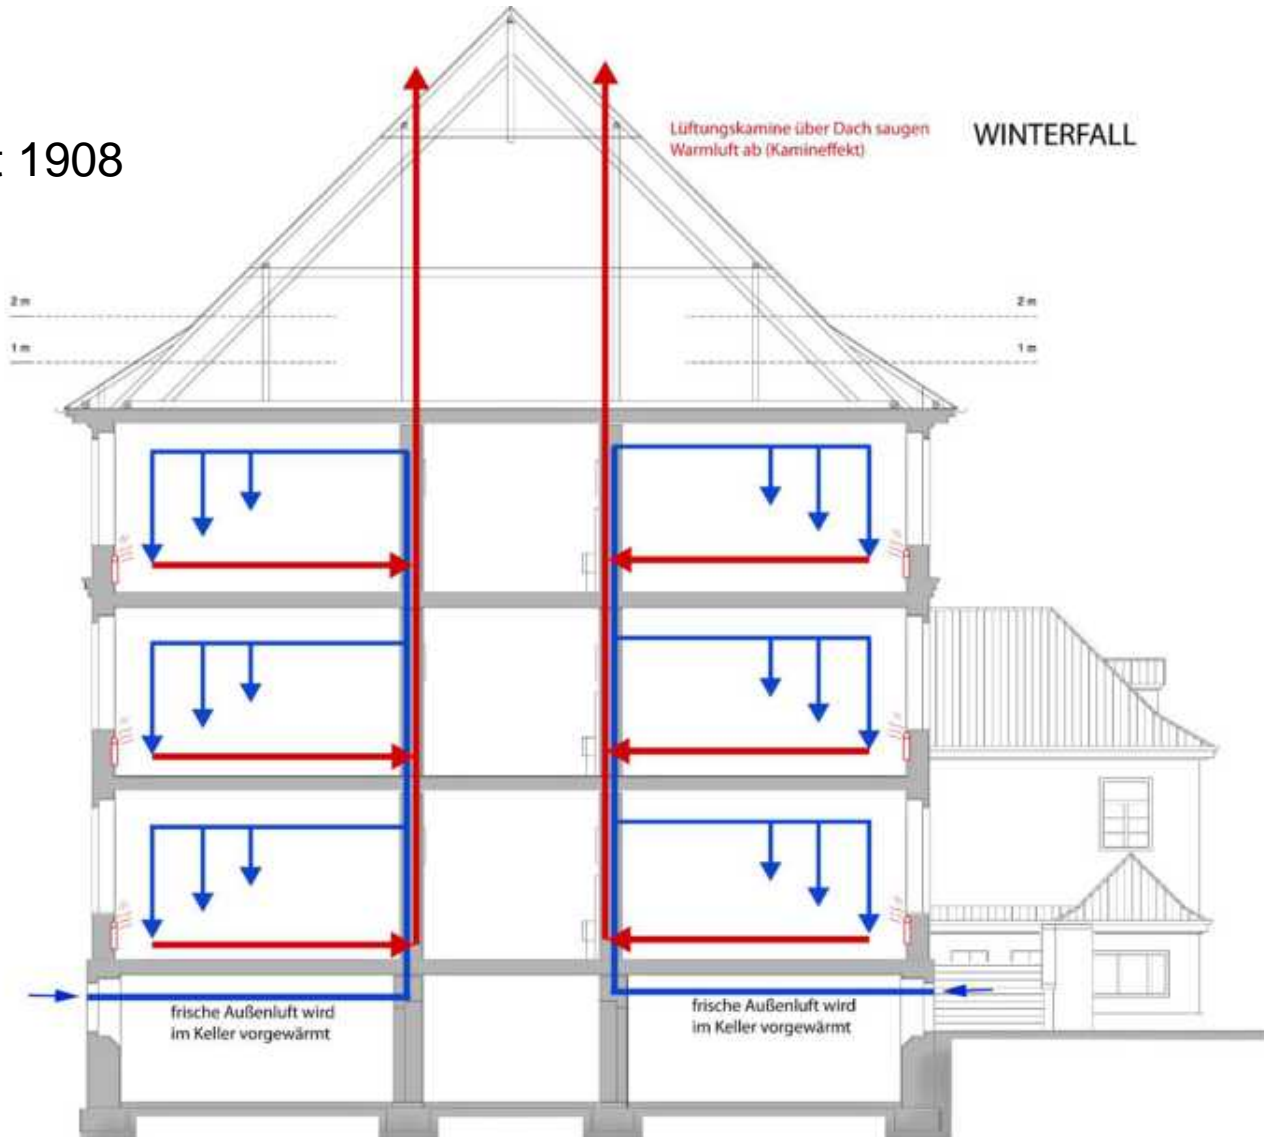 1908
Lüftungskamine über Dach saugen
Warmluft ab (Kamineffekt)
WINTERFALL
2 m
2 m
1 m
1 m
frische Außenluft wird
im Keller vorgewärmt
frische Außenluft wird
im Keller vorgewärmt